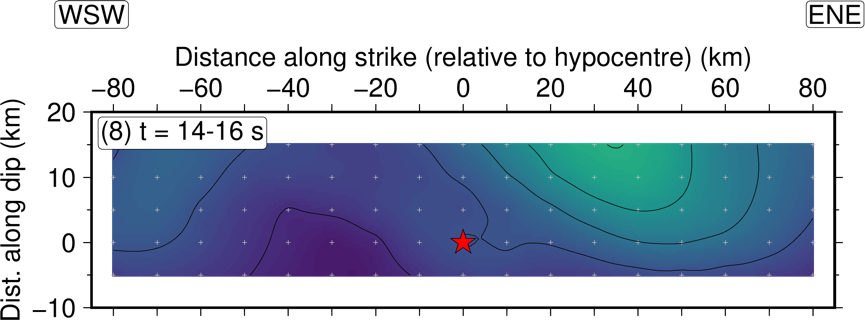 WSW ENE
Distance along strike (relative to hypocentre) (km)
−80 −60 −40 −20 0 20 40 60 80
Dist. along dip (km)
20
10
0
−10
(8) t = 14-16 s